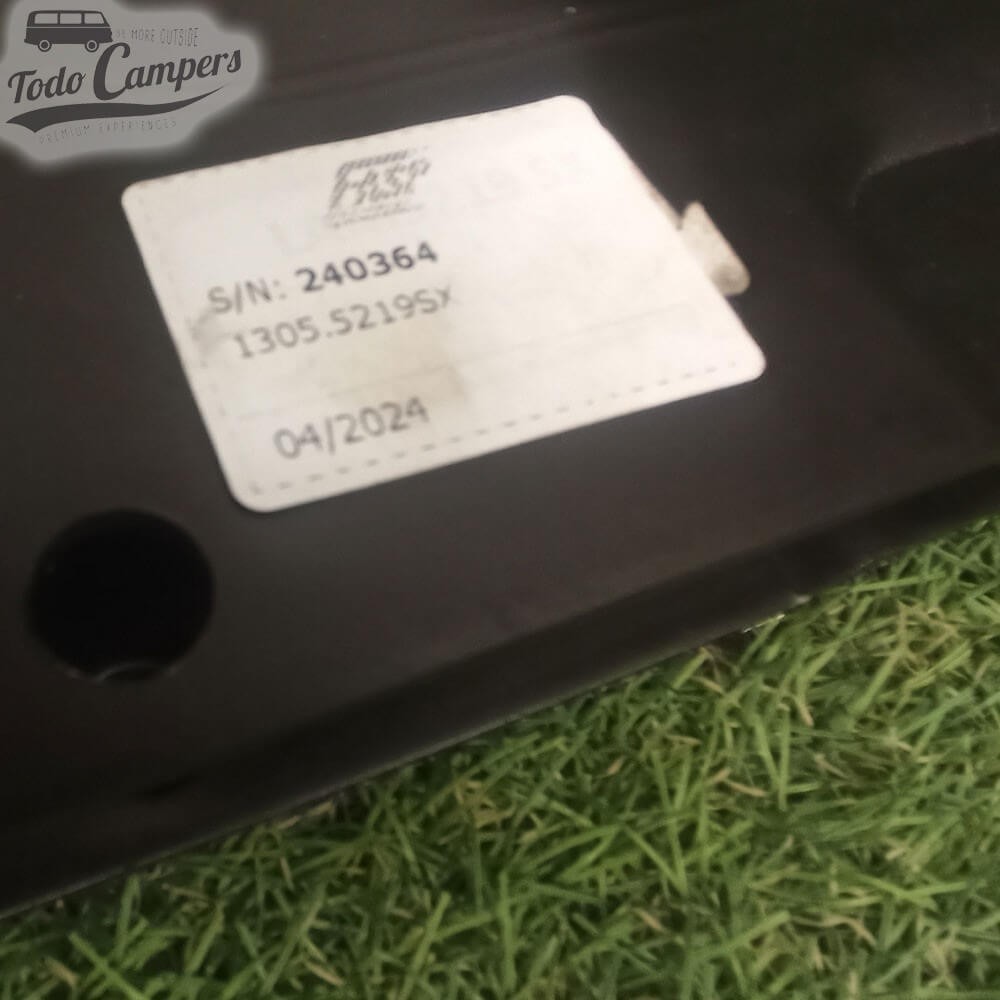 BE MORE OUTSIDE
Todo Campers
PREMIUM EXPERIENCES
S/N: 240364
1305.5219SX
04/2024